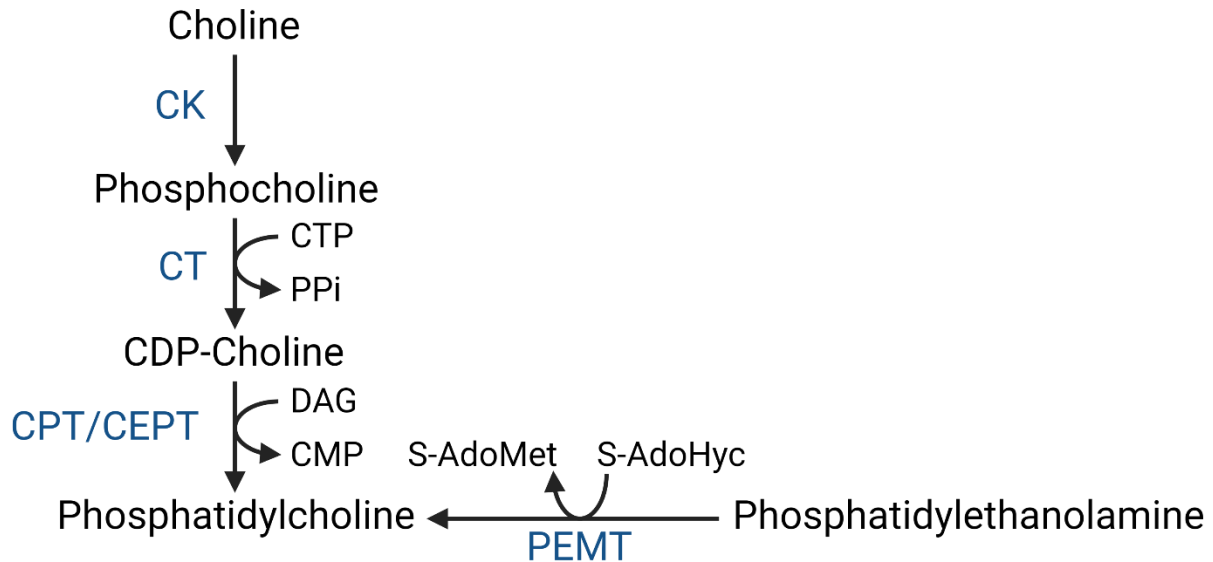 Choline
CK
Phosphocholine
CTP
CT
PPi
CDP-Choline
DAG
CPT/CEPT
CMP
S-AdoMet
S-AdoHyc
Phosphatidylcholine
Phosphatidylethanolamine
PEMT